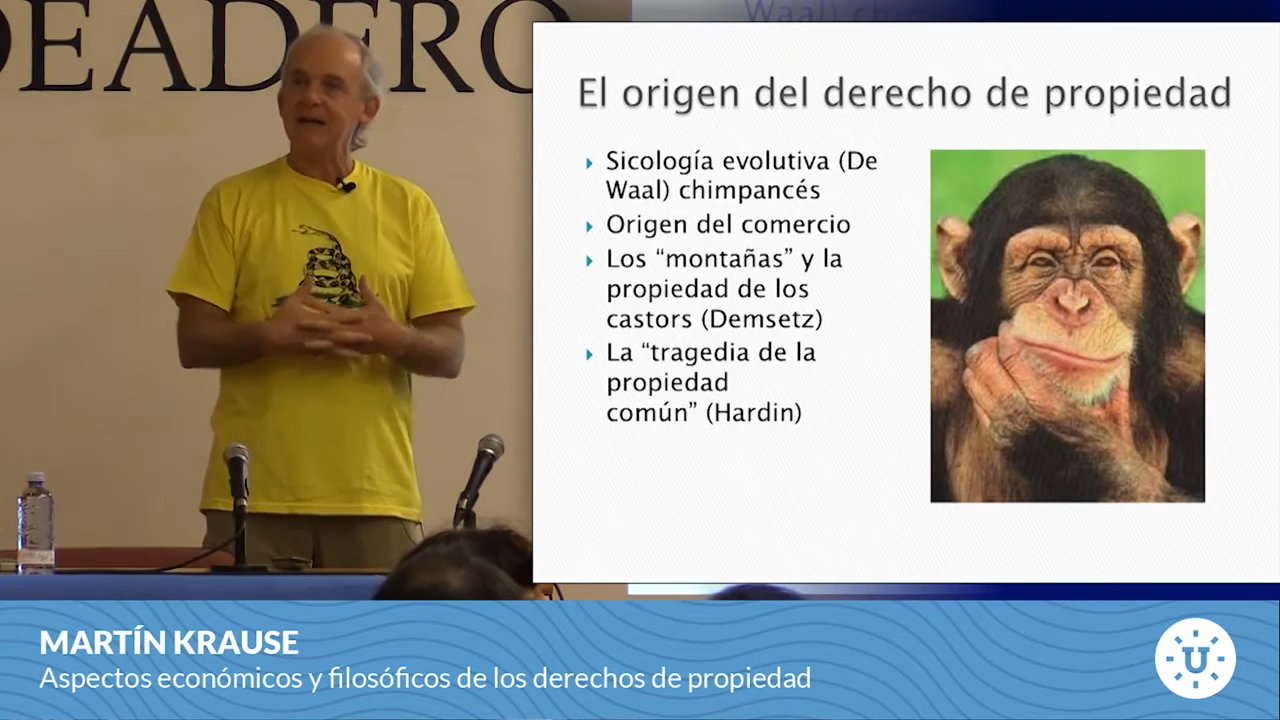 DEADERO
Waal) chim
El origen del derecho de propiedad
Sicología evolutiva (De
Waal) chimpancés
Origen del comercio
Los “montañas” y la
propiedad de los
castors (Demsetz)
La “tragedia de la
propiedad
común” (Hardin)
MARTÍN KRAUSE
Aspectos económicos y filosóficos de los derechos de propiedad
U